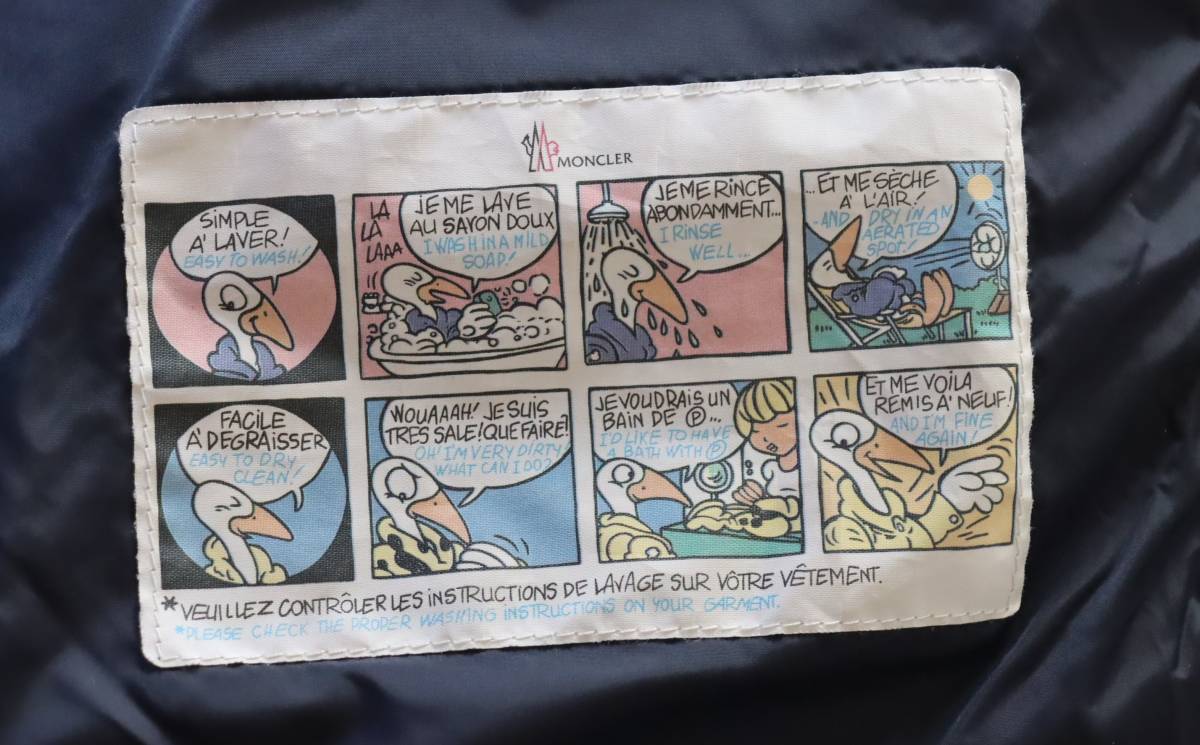 MONCLER
SiMPLE
A' LAVER!
EASY TO WASH!
LA
LA
LAAA
JE ME LAVE
AU SAVON DOUX
I WASH IN A MILD
SOAP!
JE ME RiNCE
ABONDAMMENT...
I RINSE
WELL...
...ET ME SÈCHE
A' L'AIR!
...AND DRY IN AN
AERATED
SPOT!
FACILE
A' DEGRAiSSER
EASY TO DRY
CLEAN!
WOUAAAH! JE SUiS
TRES SALE! QUE FAIRE?
OH! I'M VERY DIRTY
WHAT CAN I DO?
JE VOUDRAiS UN
BAIN DE Ⓟ...
I'D LIKE TO HAVE
A BATH WITH Ⓟ
ET ME VOILA
REMIS A' NEUF!
AND I'M FINE
AGAIN!
*VEUILLEZ CONTRÔLER LES iNSTRUCTIONS DE LAVAGE SUR VÔTRE VÊTEMENT.
*PLEASE CHECK THE PROPER WASHING INSTRUCTIONS ON YOUR GARMENT.